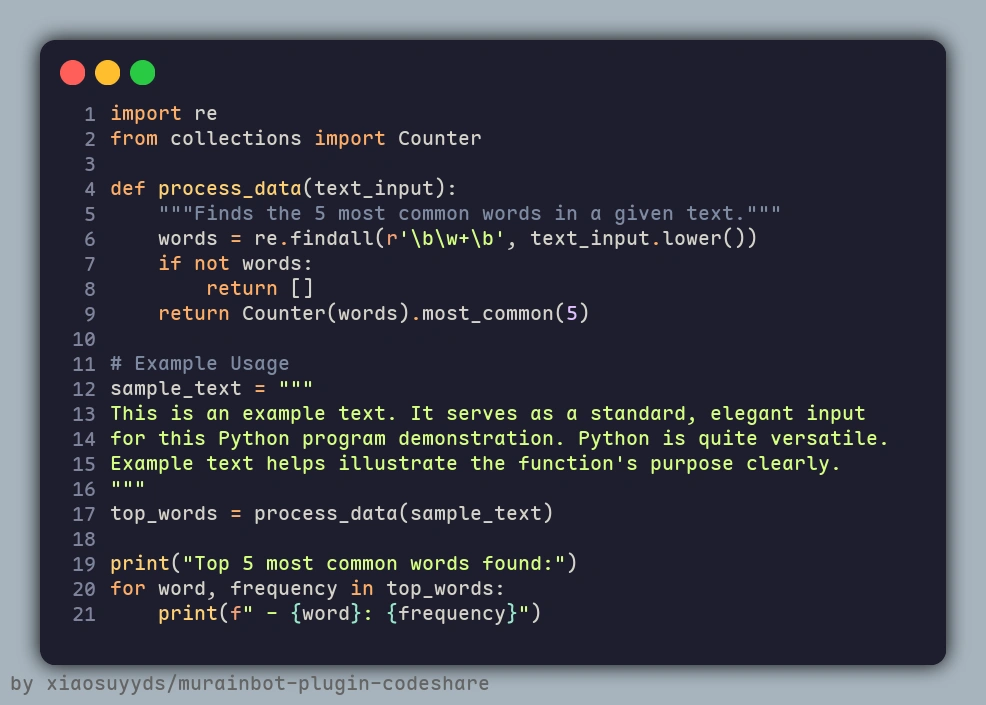 1 import re
2 from collections import Counter
3
4 def process_data(text_input):
5     """Finds the 5 most common words in a given text."""
6     words = re.findall(r'\b\w+\b', text_input.lower())
7     if not words:
8         return []
9     return Counter(words).most_common(5)
10
11 # Example Usage
12 sample_text = """
13 This is an example text. It serves as a standard, elegant input
14 for this Python program demonstration. Python is quite versatile.
15 Example text helps illustrate the function's purpose clearly.
16 """
17 top_words = process_data(sample_text)
18
19 print("Top 5 most common words found:")
20 for word, frequency in top_words:
21     print(f" - {word}: {frequency}")
by xiaosuyyds/murainbot-plugin-codeshare